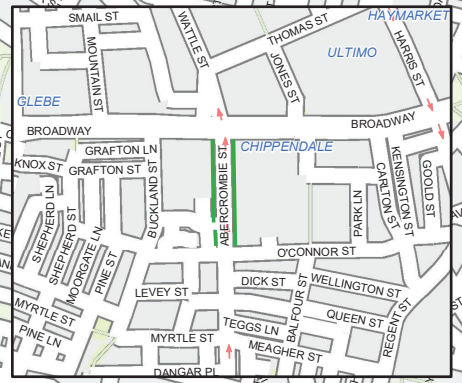 SMAIL ST
WATTLE ST
THOMAS ST
HAYMARKET
MOUNTAIN ST
JONES ST
ULTIMO
HARRIS ST
GLEBE
BROADWAY
BROADWAY
GRAFTON LN
KNOX ST
GRAFTON ST
BUCKLAND ST
ABERCROMBIE ST
CHIPPENDALE
PARK LN
CARLTON ST
KENSINGTON ST
GOOLD ST
SHEPHERD LN
SHEPHERD ST
MOORGATE LN
PINE ST
O'CONNOR ST
LEVEY ST
DICK ST
BALFOUR ST
WELLINGTON ST
MYRTLE ST
PINE LN
TEGGS LN
QUEEN ST
REGENT ST
MYRTLE ST
MEAGHER ST
DANGAR PL